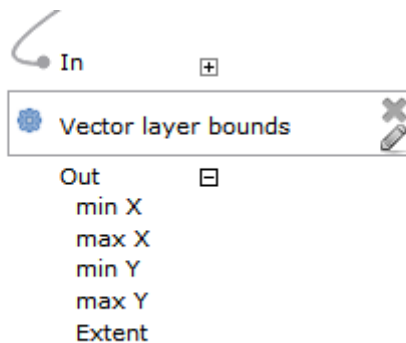 In
Vector layer bounds
Out
min X
max X
min Y
max Y
Extent